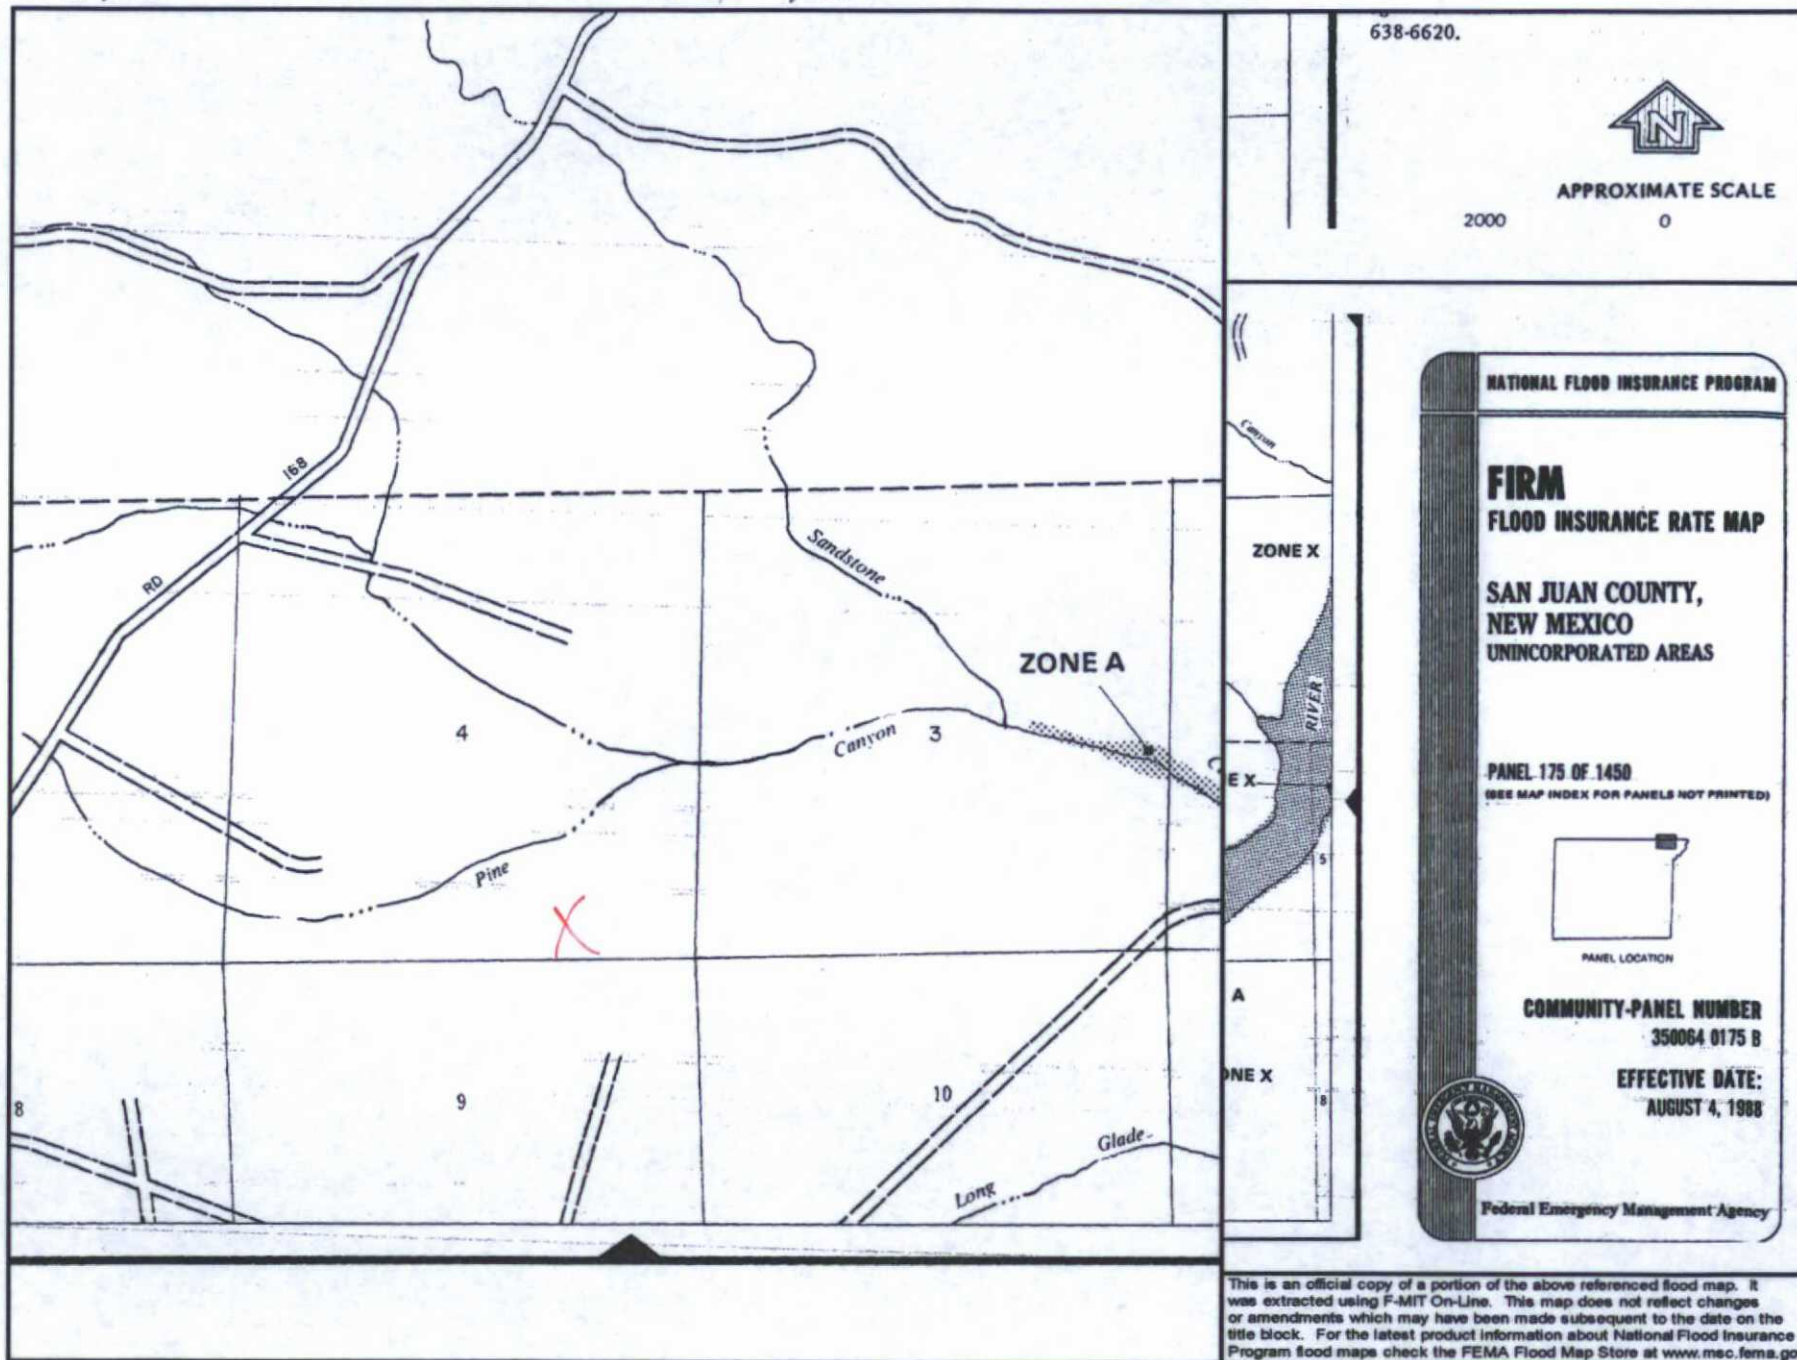 638-6620.
APPROXIMATE SCALE
2000 0
168
RD
Sandstone
Canyon
ZONE A
4
Canyon
3
Pine
8
9
10
Long
Glade
Canyon
ZONE X
RIVER
E X
5
A
ONE X
8
NATIONAL FLOOD INSURANCE PROGRAM
FIRM
FLOOD INSURANCE RATE MAP
SAN JUAN COUNTY,
NEW MEXICO
UNINCORPORATED AREAS
PANEL 175 OF 1450
(SEE MAP INDEX FOR PANELS NOT PRINTED)
PANEL LOCATION
COMMUNITY-PANEL NUMBER
350064 0175 B
EFFECTIVE DATE:
AUGUST 4, 1988
Federal Emergency Management Agency
This is an official copy of a portion of the above referenced flood map. It
was extracted using F-MIT On-Line. This map does not reflect changes
or amendments which may have been made subsequent to the date on the
title block. For the latest product information about National Flood Insurance
Program flood maps check the FEMA Flood Map Store at www.msc.fema.go